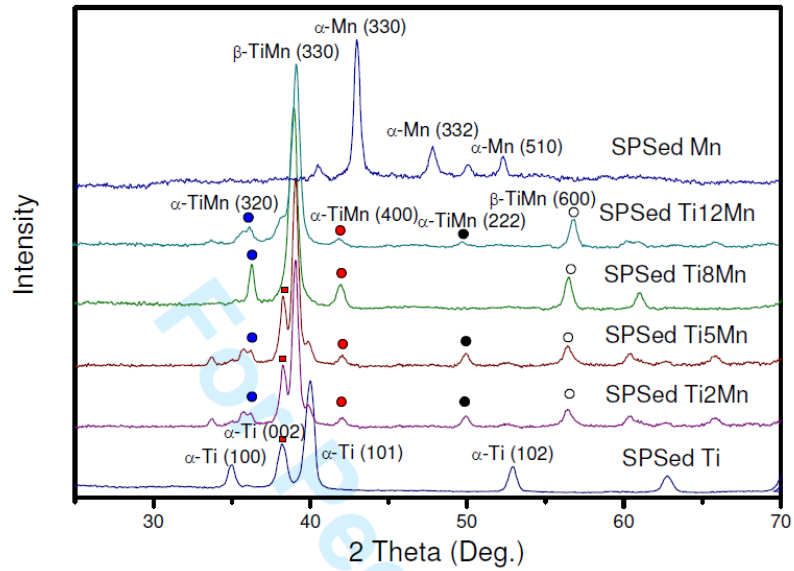 α-Mn (330)
β-TiMn (330)
α-Mn (332)
α-Mn (510)
SPSed Mn
α-TiMn (320)
α-TiMn (400)
α-TiMn (222)
β-TiMn (600)
SPSed Ti12Mn
SPSed Ti8Mn
SPSed Ti5Mn
SPSed Ti2Mn
α-Ti (002)
α-Ti (100)
α-Ti (101)
α-Ti (102)
SPSed Ti
Intensity
30
40
50
60
70
2 Theta (Deg.)
For Pe